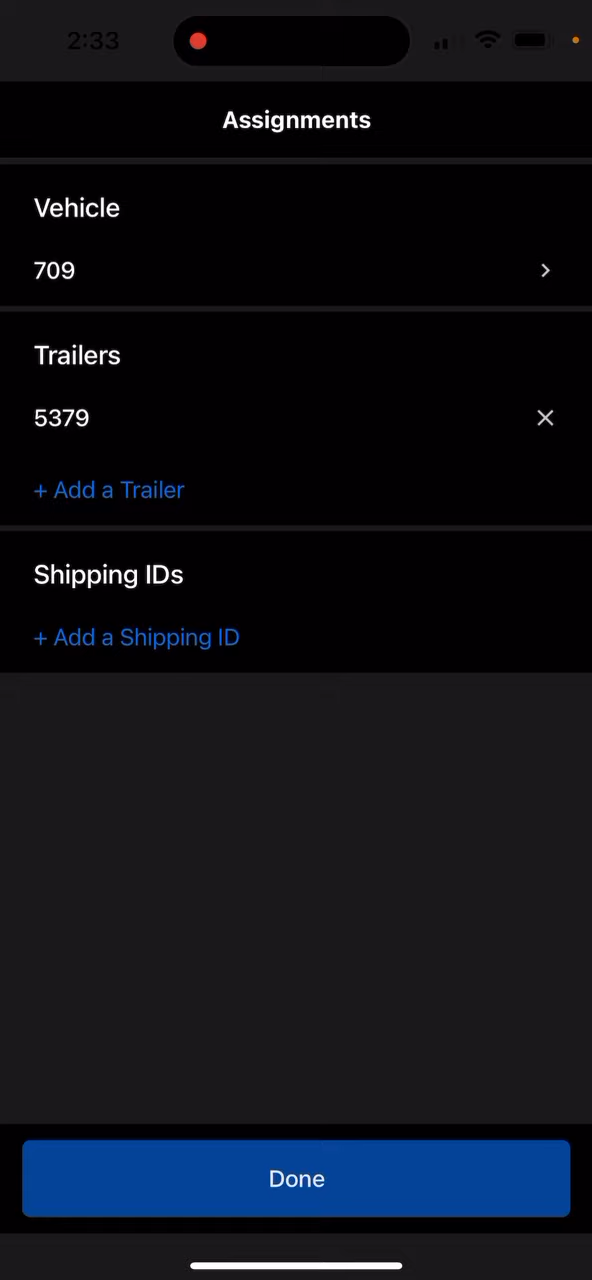 2:33
Assignments
Vehicle
709
Trailers
5379
+ Add a Trailer
Shipping IDs
+ Add a Shipping ID
Done